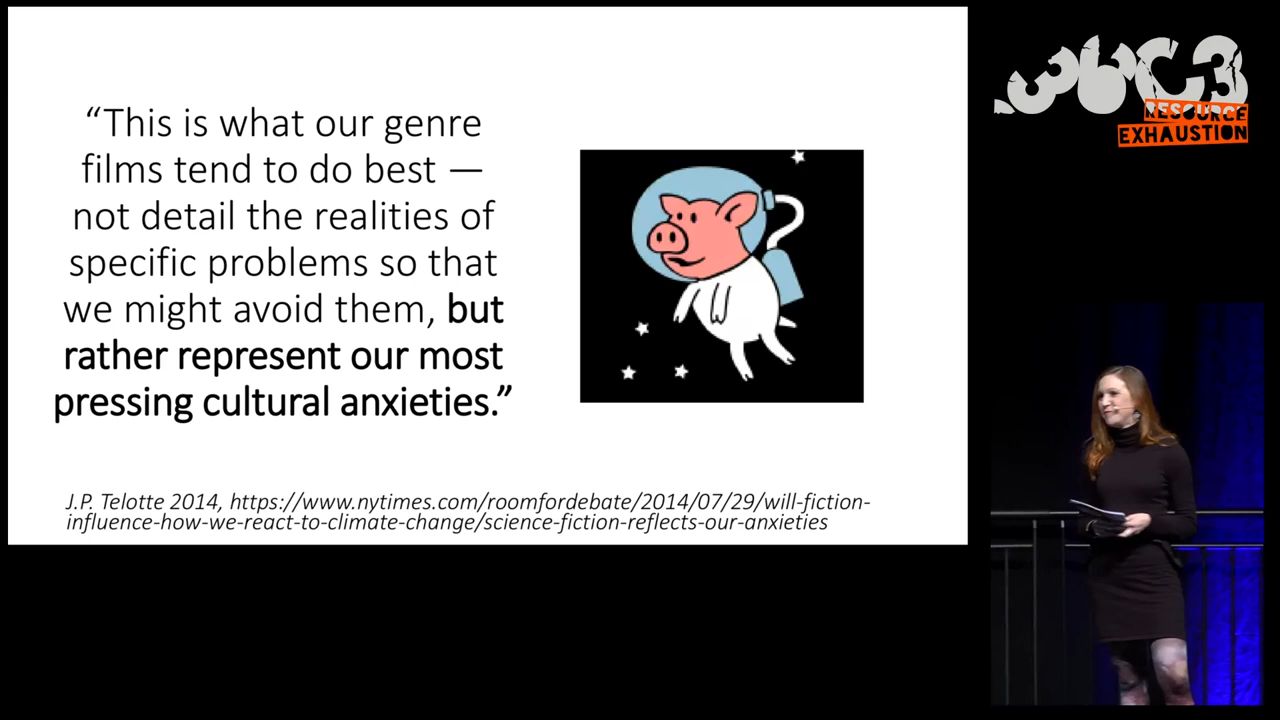 “This is what our genre
films tend to do best —
not detail the realities of
specific problems so that
we might avoid them, but
rather represent our most
pressing cultural anxieties.”
J.P. Telotte 2014, https://www.nytimes.com/roomfordebate/2014/07/29/will-fiction-
influence-how-we-react-to-climate-change/science-fiction-reflects-our-anxieties
36C3
RESOURCE
EXHAUSTION